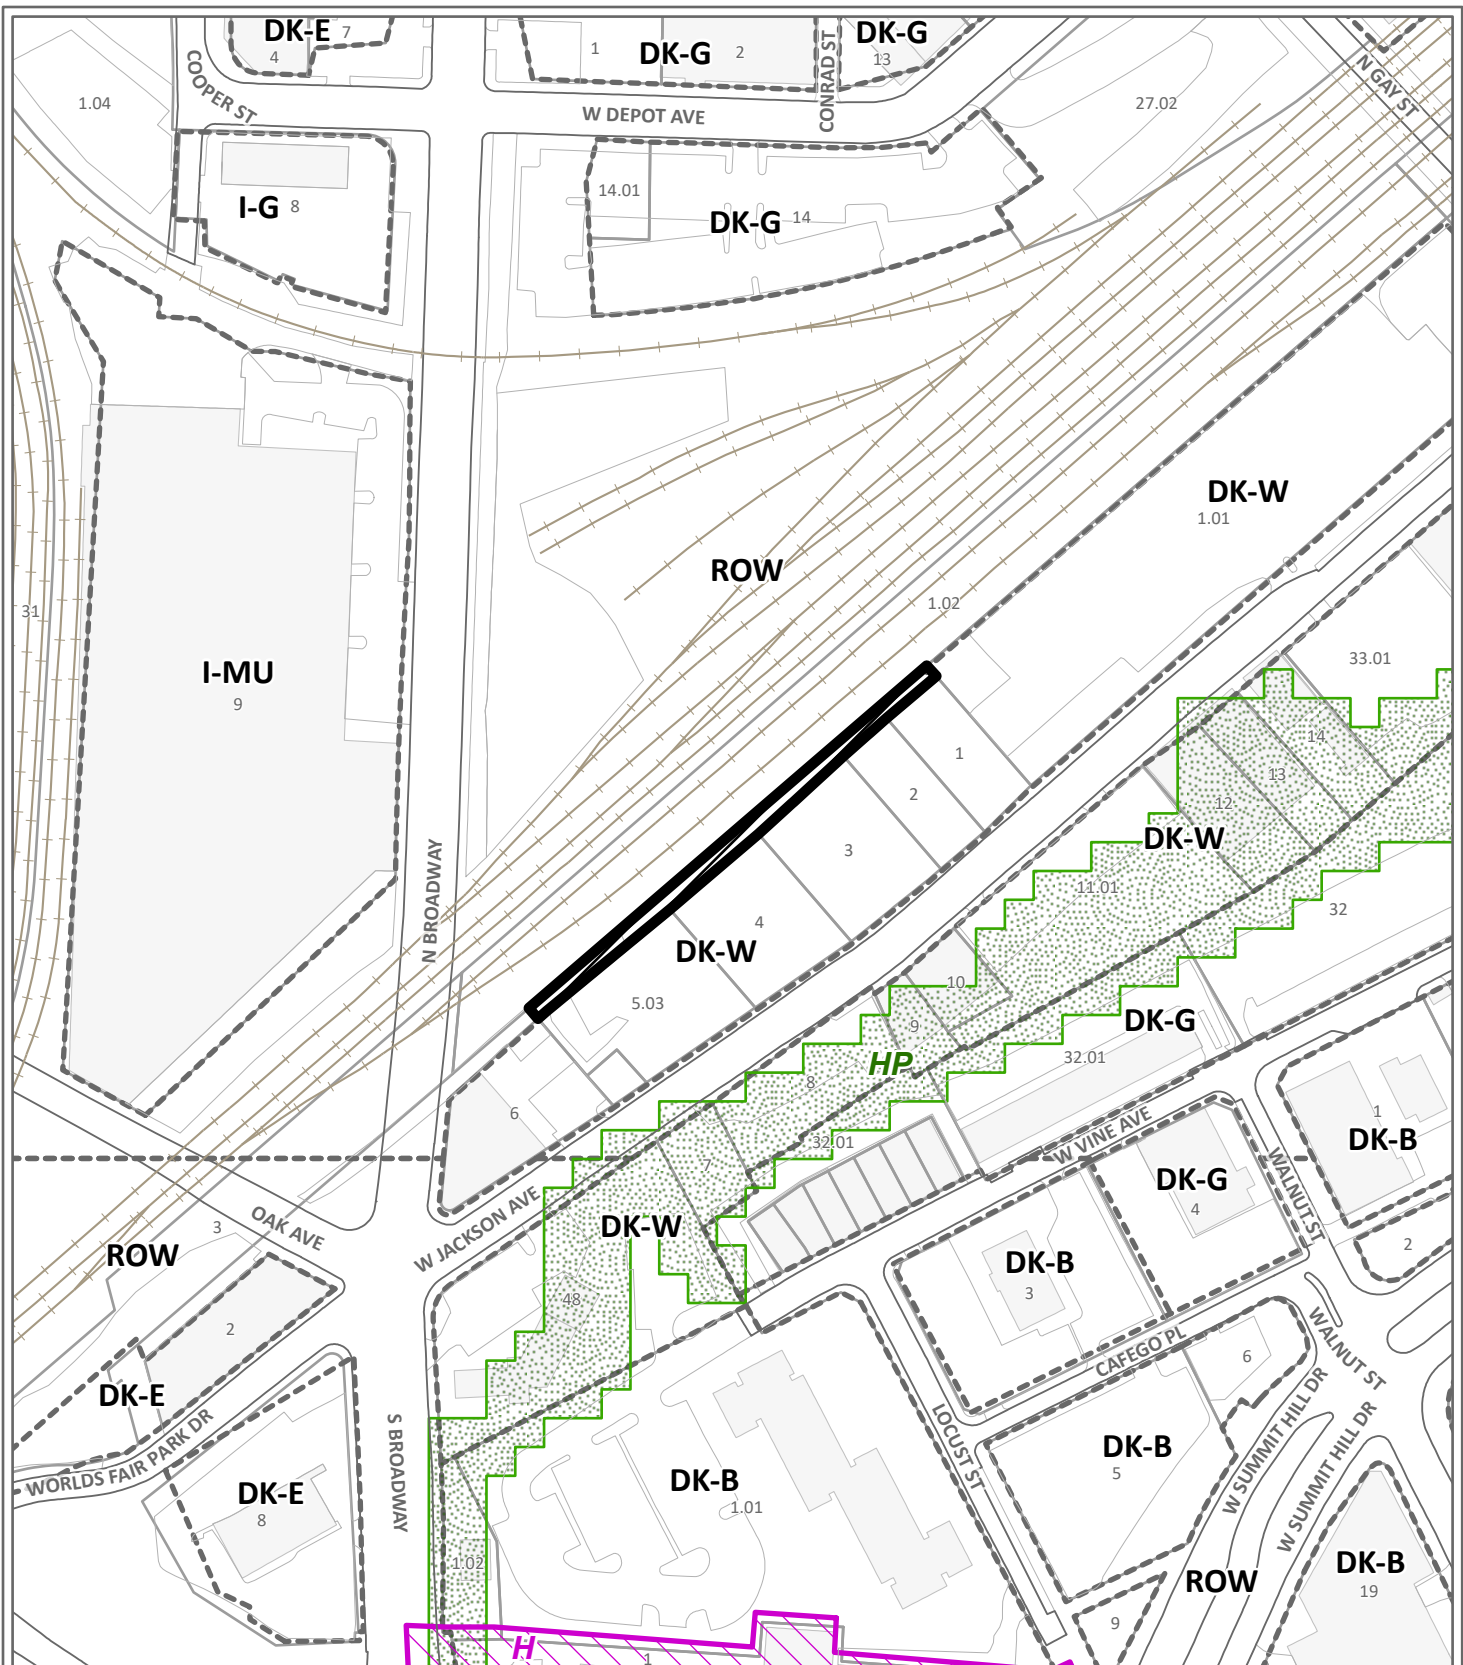 DK-E
7
4
1
DK-G
2
CONRAD ST
DK-G
13
N GAY ST
COOPER ST
1.04
W DEPOT AVE
27.02
I-G
8
14.01
DK-G
14
DK-W
1.01
ROW
1.02
31
I-MU
9
33.01
14
13
12
DK-W
11.01
32
1
2
3
4
DK-W
5.03
N BROADWAY
10
9
DK-G
32.01
HP
8
6
32.01
7
W VINE AVE
1
DK-B
WALNUT ST
DK-G
4
2
W JACKSON AVE
DK-W
OAK AVE
3
ROW
DK-B
3
48
2
CAFEGO PL
6
WALNUT ST
DK-E
WORLDS FAIR PARK DR
S BROADWAY
LOCUST ST
DK-B
5
W SUMMIT HILL DR
W SUMMIT HILL DR
DK-B
1.01
DK-E
8
1.02
DK-B
19
ROW
9
H
1